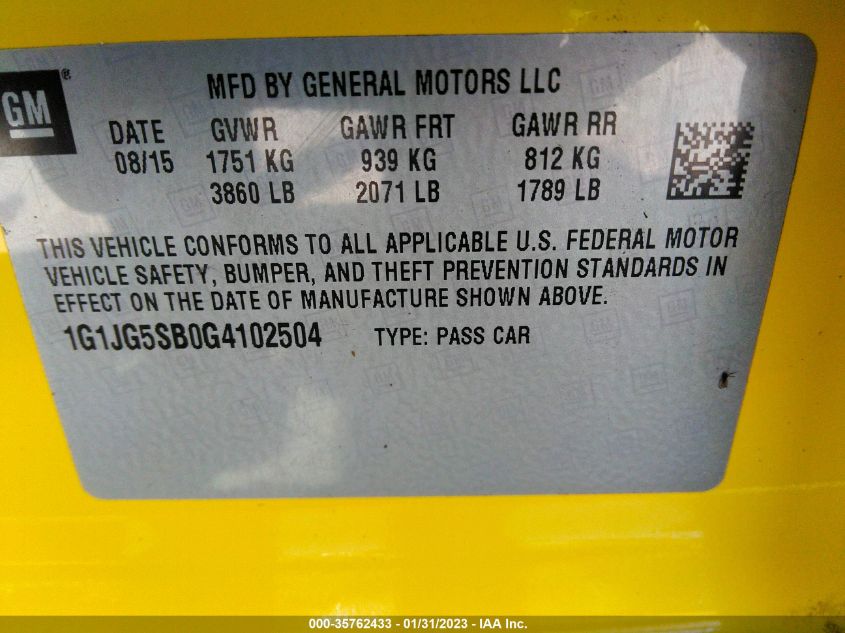 GM ®
MFD BY GENERAL MOTORS LLC
DATE GVWR GAWR FRT GAWR RR
08/15 1751 KG 939 KG 812 KG
3860 LB 2071 LB 1789 LB
THIS VEHICLE CONFORMS TO ALL APPLICABLE U.S. FEDERAL MOTOR
VEHICLE SAFETY, BUMPER, AND THEFT PREVENTION STANDARDS IN
EFFECT ON THE DATE OF MANUFACTURE SHOWN ABOVE.
1G1JG5SB0G4102504 TYPE: PASS CAR
000-35762433 - 01/31/2023 - IAA Inc.